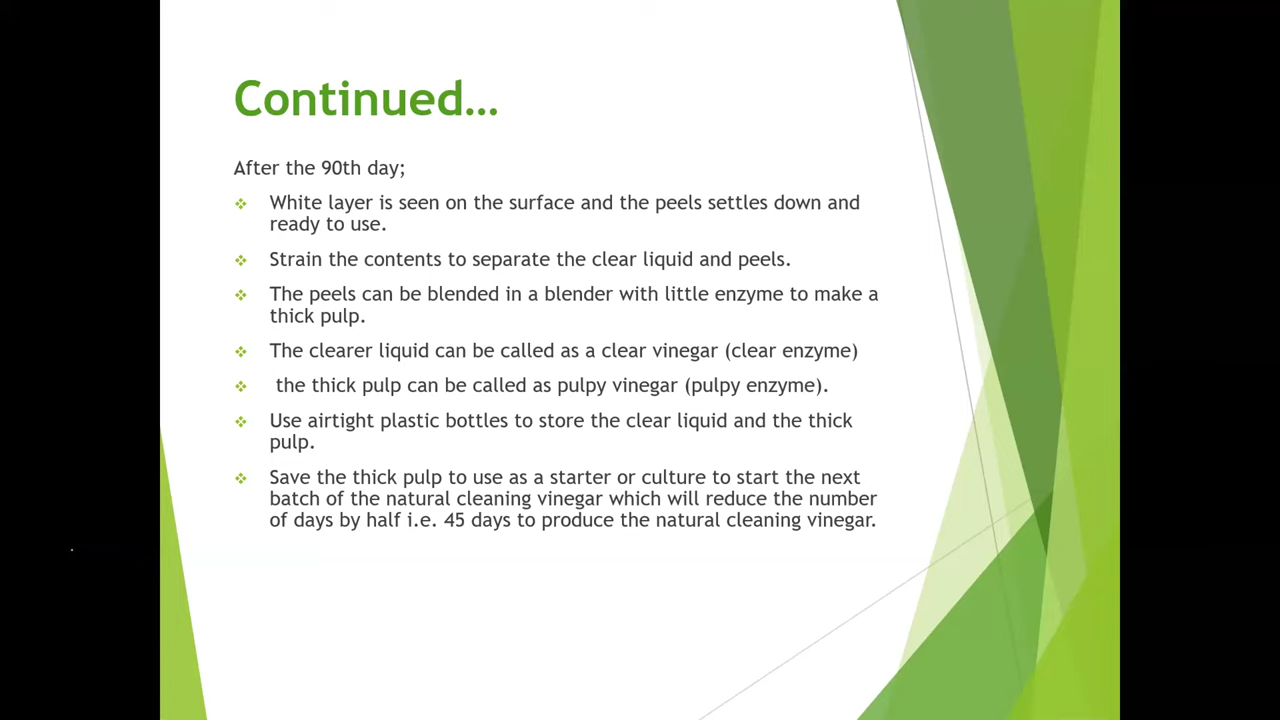 Continued…
After the 90th day;
❖ White layer is seen on the surface and the peels settles down and
ready to use.
❖ Strain the contents to separate the clear liquid and peels.
❖ The peels can be blended in a blender with little enzyme to make a
thick pulp.
❖ The clearer liquid can be called as a clear vinegar (clear enzyme)
❖ the thick pulp can be called as pulpy vinegar (pulpy enzyme).
❖ Use airtight plastic bottles to store the clear liquid and the thick
pulp.
❖ Save the thick pulp to use as a starter or culture to start the next
batch of the natural cleaning vinegar which will reduce the number
of days by half i.e. 45 days to produce the natural cleaning vinegar.